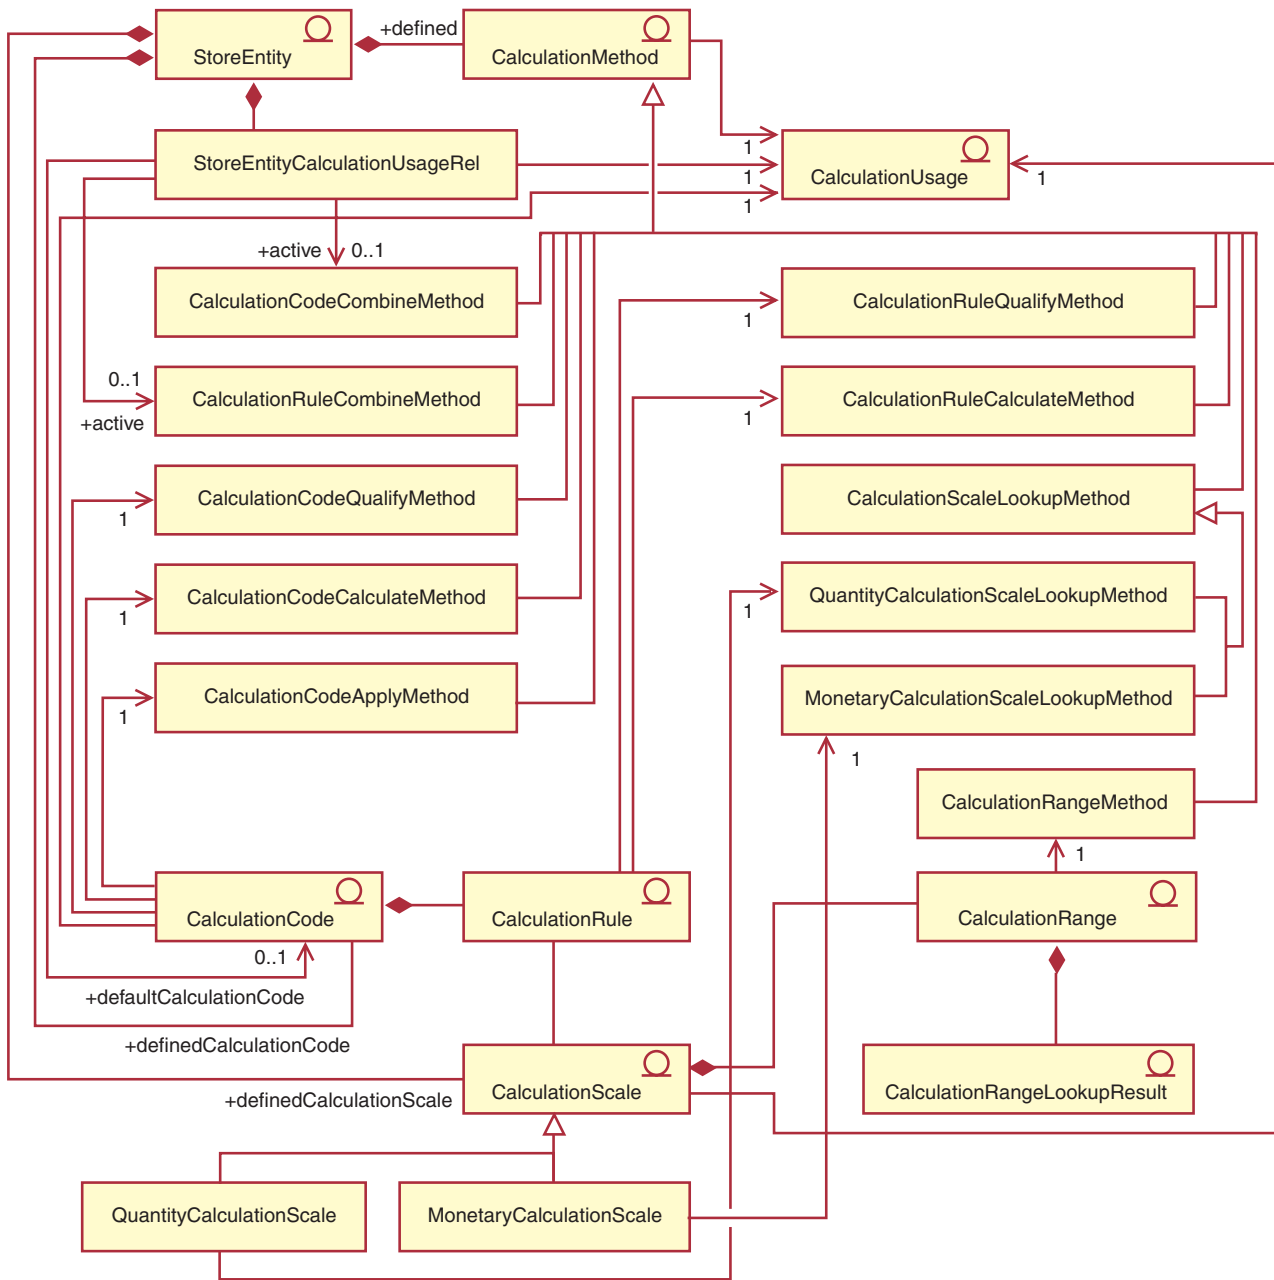 StoreEntity
+defined
CalculationMethod
StoreEntityCalculationUsageRel
1
1
1
CalculationUsage
1
+active
0..1
CalculationCodeCombineMethod
CalculationRuleQualifyMethod
1
0..1
+active
CalculationRuleCombineMethod
CalculationRuleCalculateMethod
1
CalculationCodeQualifyMethod
1
CalculationScaleLookupMethod
CalculationCodeCalculateMethod
1
QuantityCalculationScaleLookupMethod
1
CalculationCodeApplyMethod
1
MonetaryCalculationScaleLookupMethod
1
CalculationRangeMethod
1
CalculationCode
CalculationRule
CalculationRange
0..1
+defaultCalculationCode
+definedCalculationCode
CalculationScale
+definedCalculationScale
CalculationRangeLookupResult
QuantityCalculationScale
MonetaryCalculationScale